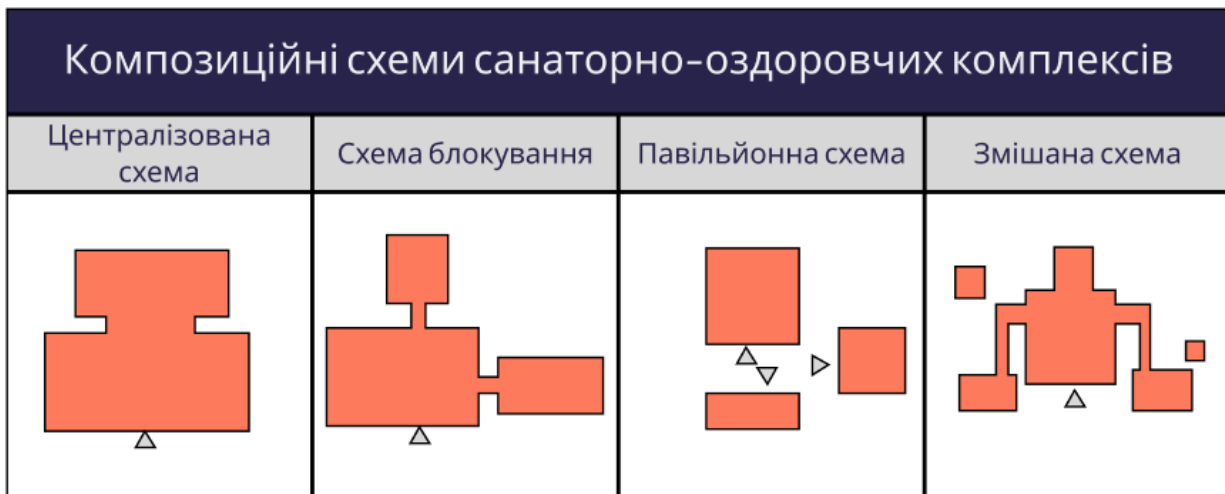 Композиційні схеми санаторно-оздоровчих комплексів
Централізована
схема
Схема блокування
Павільйонна схема
Змішана схема